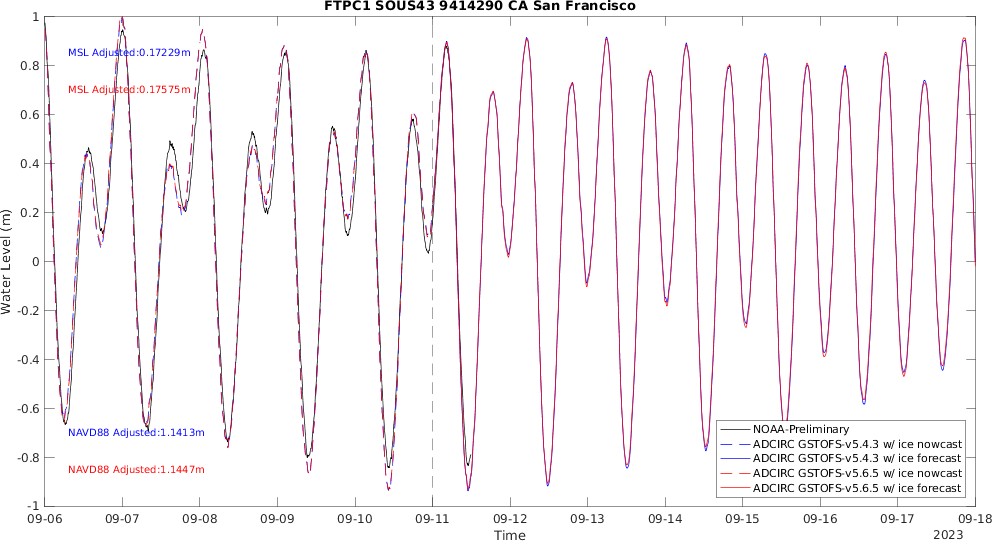 FTPC1 SOUS43 9414290 CA San Francisco
1
0.8
0.6
0.4
0.2
0
-0.2
-0.4
-0.6
-0.8
-1
Water Level (m)
MSL Adjusted:0.17229m
MSL Adjusted:0.17575m
NAVD88 Adjusted:1.1413m
NAVD88 Adjusted:1.1447m
NOAA-Preliminary
ADCIRC GSTOFS-v5.4.3 w/ ice nowcast
ADCIRC GSTOFS-v5.4.3 w/ ice forecast
ADCIRC GSTOFS-v5.6.5 w/ ice nowcast
ADCIRC GSTOFS-v5.6.5 w/ ice forecast
09-06 09-07 09-08 09-09 09-10 09-11 09-12 09-13 09-14 09-15 09-16 09-17 09-18
Time
2023